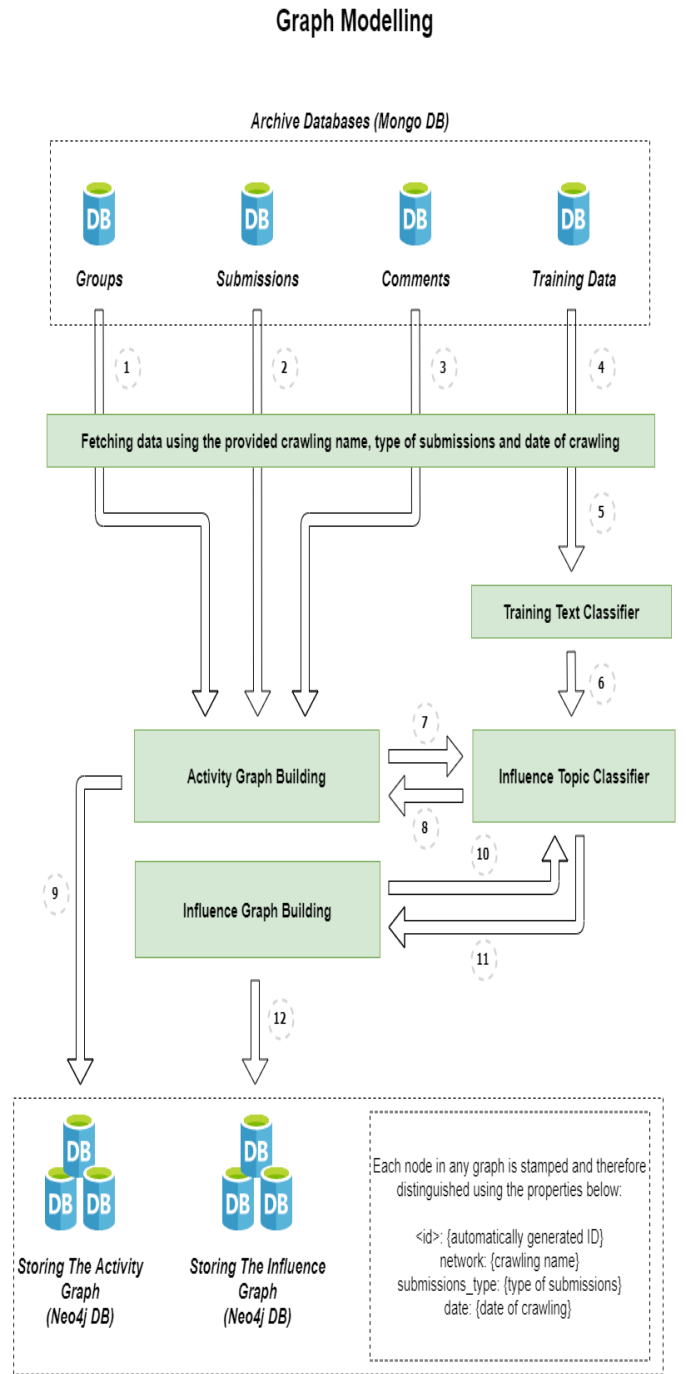 Graph Modelling
Archive Databases (Mongo DB)
DB
DB
DB
DB
Groups
Submissions
Comments
Training Data
1
2
3
4
Fetching data using the provided crawling name, type of submissions and date of crawling
5
Training Text Classifier
6
7
Activity Graph Building
Influence Topic Classifier
8
10
9
Influence Graph Building
11
12
DB
DB
DB
DB
DB
DB
Storing The Activity
Graph
(Neo4j DB)
Storing The Influence
Graph
(Neo4j DB)
Each node in any graph is stamped and therefore
distinguished using the properties below:
<id>: {automatically generated ID}
network: {crawling name}
submissions_type: {type of submissions}
date: {date of crawling}